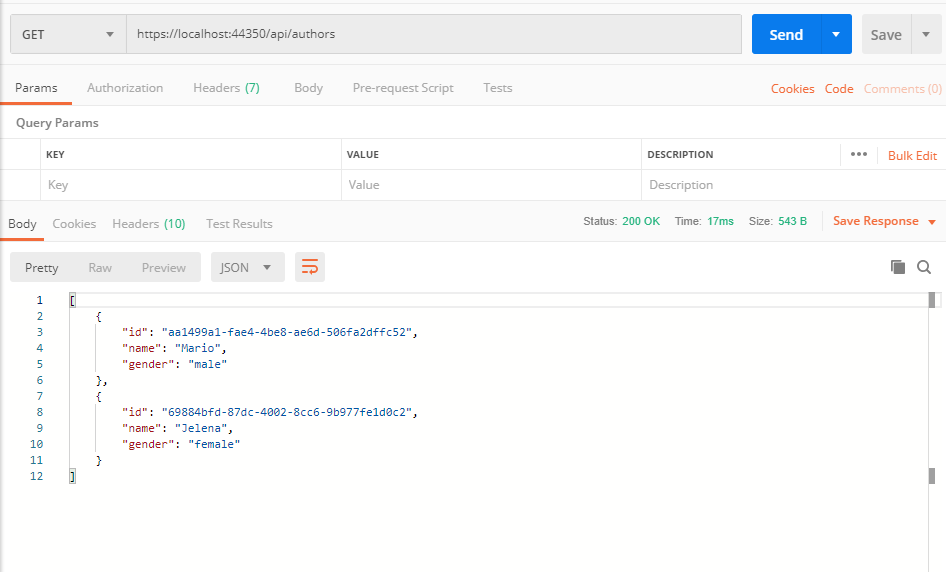 GET https://localhost:44350/api/authors Send Save
Params Authorization Headers (7) Body Pre-request Script Tests Cookies Code Comments (0)
Query Params
KEY VALUE DESCRIPTION ••• Bulk Edit
Key Value Description
Body Cookies Headers (10) Test Results Status: 200 OK Time: 17ms Size: 543 B Save Response
Pretty Raw Preview JSON
1 [
2 {
3 "id": "aa1499a1-fae4-4be8-ae6d-506fa2dffc52",
4 "name": "Mario",
5 "gender": "male"
6 },
7 {
8 "id": "69884bfd-87dc-4002-8cc6-9b977fe1d0c2",
9 "name": "Jelena",
10 "gender": "female"
11 }
12 ]